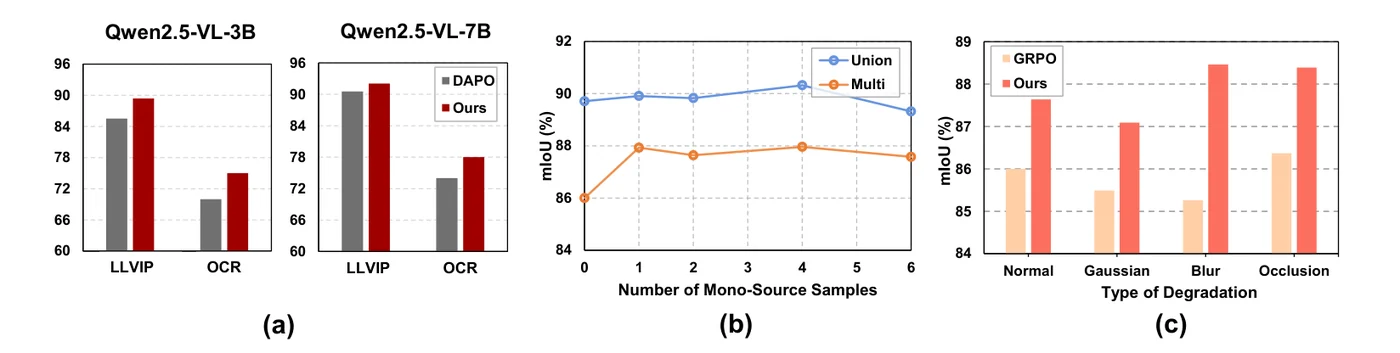 Qwen2.5-VL-3B
96
90
84
78
72
66
60
LLVIP OCR
Qwen2.5-VL-7B
96
90
84
78
72
66
60
DAPO
Ours
LLVIP OCR
(a)
mIoU (%)
92
90
88
86
84
Union
Multi
0 1 2 3 4 5 6
Number of Mono-Source Samples
(b)
mIoU (%)
89
88
87
86
85
84
GRPO
Ours
Normal Gaussian Blur Occlusion
Type of Degradation
(c)